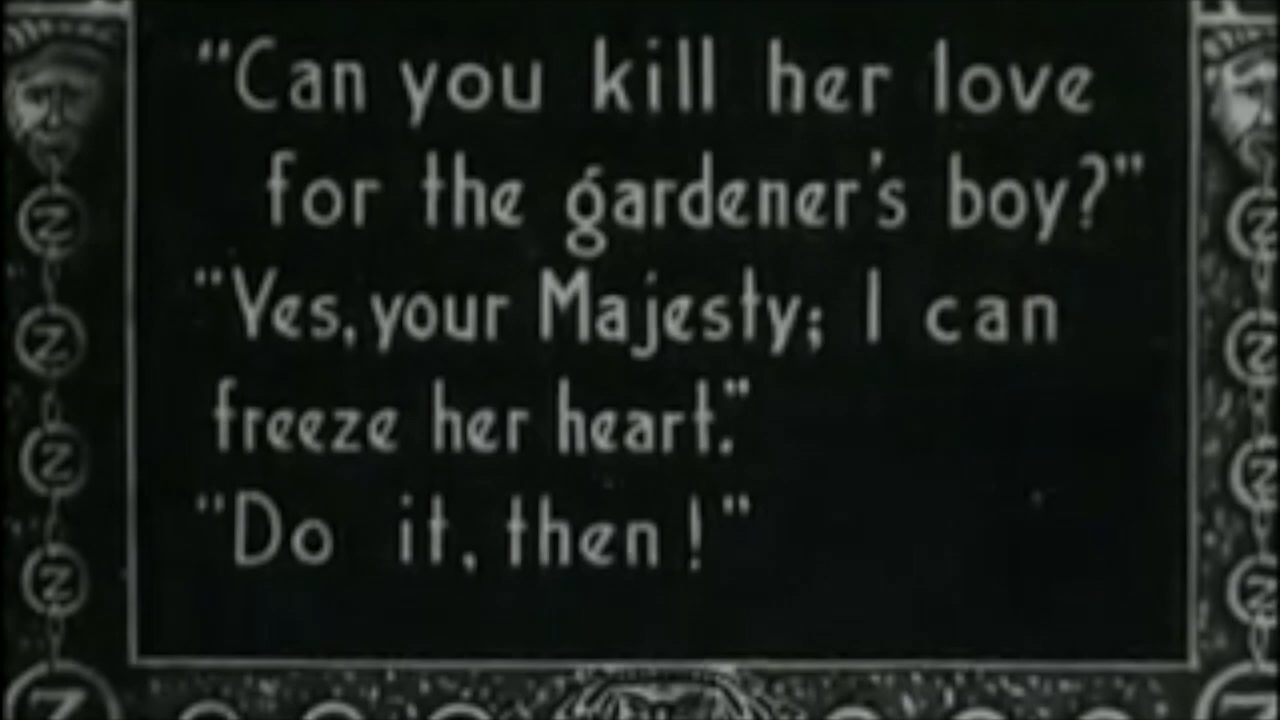 "Can you kill her love
for the gardener's boy?"
"Yes, your Majesty; I can
freeze her heart."
"Do it, then!"
Z
Z
Z
Z
Z
Z
Z
Z
Z
Z